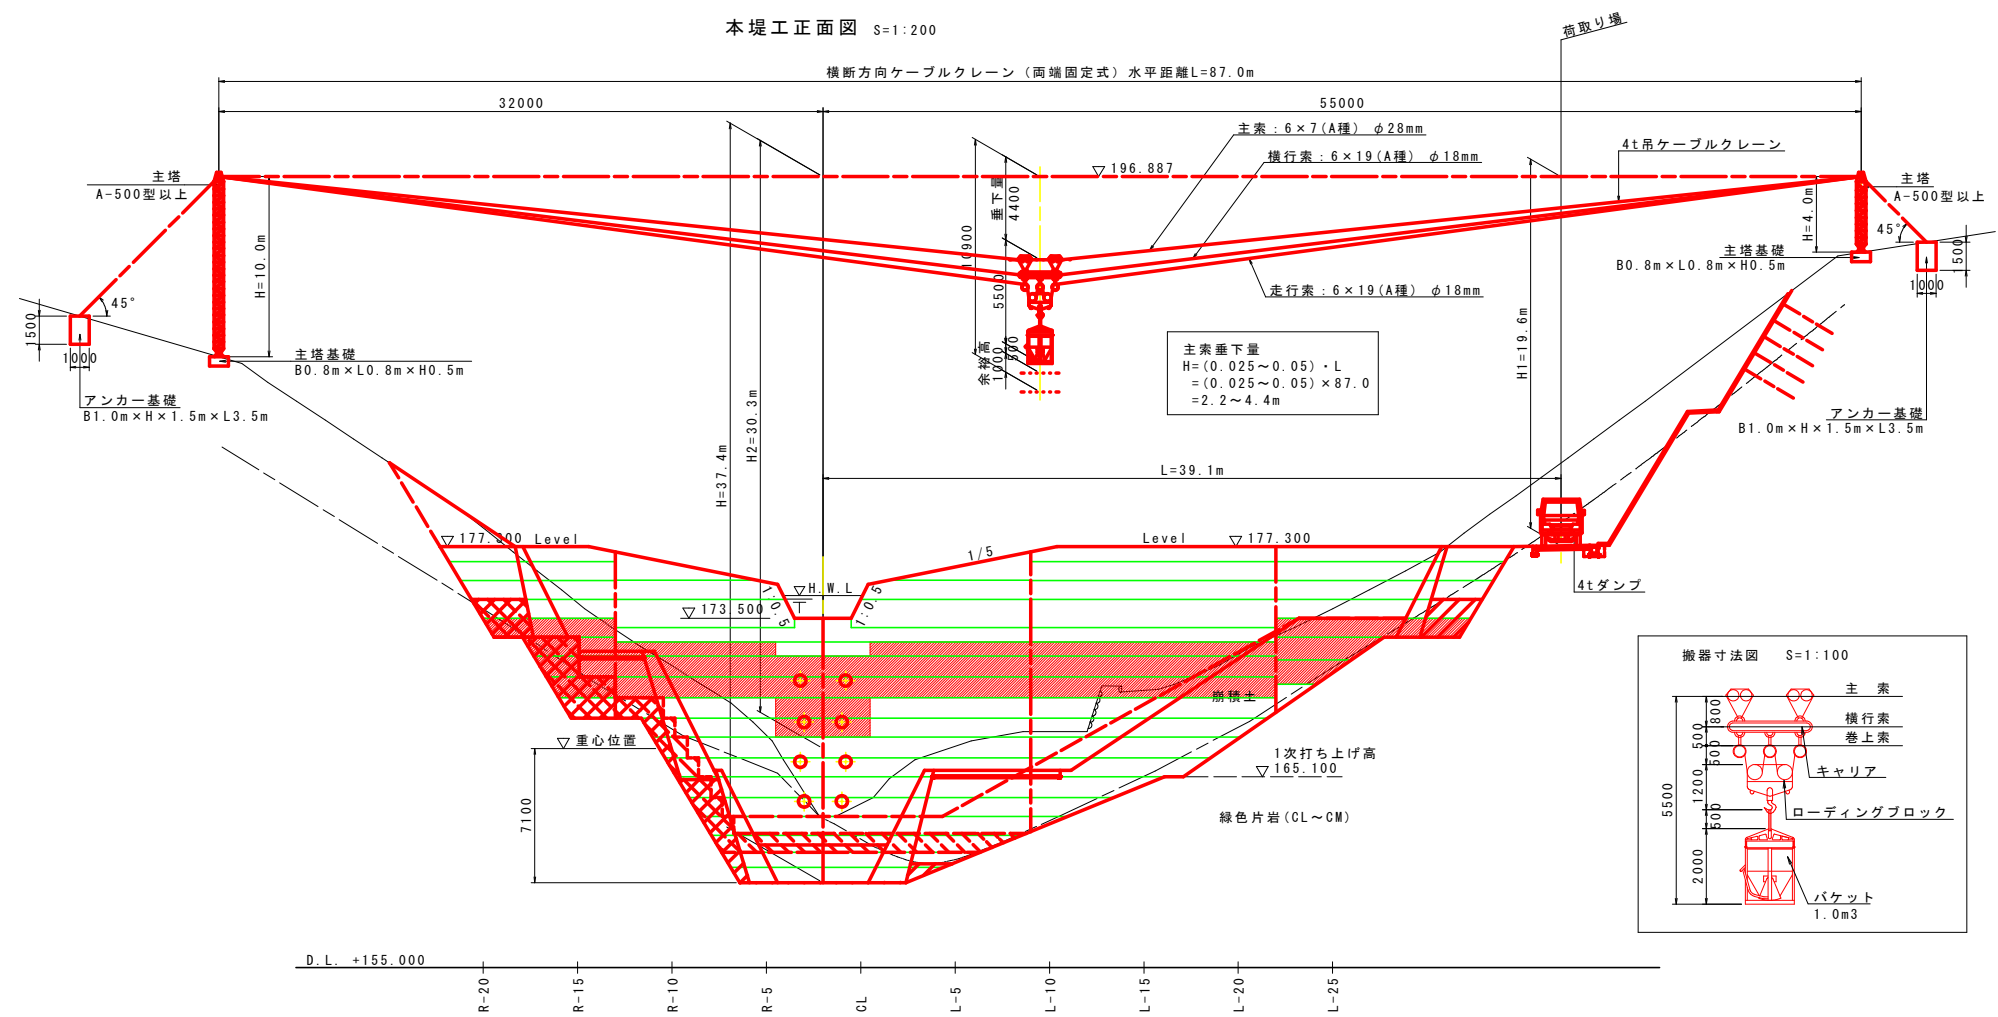 本堤工正面図 S=1:200
荷取り場
横断方向ケーブルクレーン（両端固定式）水平距離L=87.0m
32000
55000
主索：6×7(A種) φ28mm
横行索：6×19(A種) φ18mm
4t吊ケーブルクレーン
196.887
主塔
A-500型以上
主塔
A-500型以上
垂下量
4400
10900
5500
余裕高
1000
500
H=10.0m
H=4.0m
45°
45°
主塔基礎
B0.8m×L0.8m×H0.5m
1500
1000
走行索：6×19(A種) φ18mm
1500
1000
主塔基礎
B0.8m×L0.8m×H0.5m
アンカー基礎
B1.0m×H×1.5m×L3.5m
主索垂下量
H=(0.025～0.05)・L
=(0.025～0.05)×87.0
=2.2～4.4m
H1=19.6m
H2=30.3m
H=37.4m
アンカー基礎
B1.0m×H×1.5m×L3.5m
L=39.1m
177.300 Level
1/5
Level
177.300
H.W.L
1:0.5
1:0.5
173.500
4tダンプ
崩積土
重心位置
7100
1次打ち上げ高
165.100
緑色片岩(CL～CM)
搬器寸法図 S=1:100
主 索
横行索
巻上索
キャリア
ローディングブロック
バケット
1.0m3
800
500
500
1200
500
2000
5500
D.L. +155.000
R-20
R-15
R-10
R-5
CL
L-5
L-10
L-15
L-20
L-25